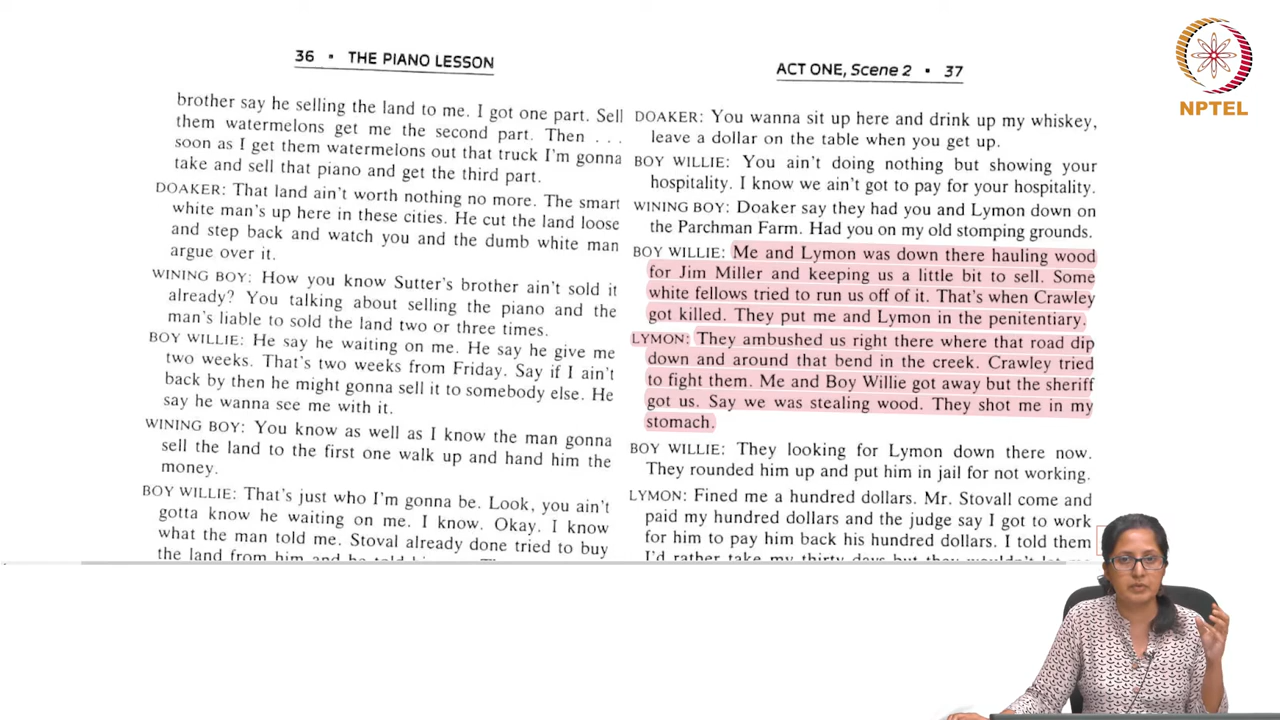 36 ▪ THE PIANO LESSON
brother say he selling the land to me. I got one part. Sell
them watermelons get me the second part. Then . . .
soon as I get them watermelons out that truck I'm gonna
take and sell that piano and get the third part.
DOAKER: That land ain't worth nothing no more. The smart
white man's up here in these cities. He cut the land loose
and step back and watch you and the dumb white man
argue over it.
WINING BOY: How you know Sutter's brother ain't sold it
already? You talking about selling the piano and the
man's liable to sold the land two or three times.
BOY WILLIE: He say he waiting on me. He say he give me
two weeks. That's two weeks from Friday. Say if I ain't
back by then he might gonna sell it to somebody else. He
say he wanna see me with it.
WINING BOY: You know as well as I know the man gonna
sell the land to the first one walk up and hand him the
money.
BOY WILLIE: That's just who I'm gonna be. Look, you ain't
gotta know he waiting on me. I know. Okay. I know
what the man told me. Stoval already done tried to buy
the land from him and he told him
ACT ONE, Scene 2 ▪ 37
DOAKER: You wanna sit up here and drink up my whiskey,
leave a dollar on the table when you get up.
BOY WILLIE: You ain't doing nothing but showing your
hospitality. I know we ain't got to pay for your hospitality.
WINING BOY: Doaker say they had you and Lymon down on
the Parchman Farm. Had you on my old stomping grounds.
BOY WILLIE: Me and Lymon was down there hauling wood
for Jim Miller and keeping us a little bit to sell. Some
white fellows tried to run us off of it. That's when Crawley
got killed. They put me and Lymon in the penitentiary.
LYMON: They ambushed us right there where that road dip
down and around that bend in the creek. Crawley tried
to fight them. Me and Boy Willie got away but the sheriff
got us. Say we was stealing wood. They shot me in my
stomach.
BOY WILLIE: They looking for Lymon down there now.
They rounded him up and put him in jail for not working.
LYMON: Fined me a hundred dollars. Mr. Stovall come and
paid my hundred dollars and the judge say I got to work
for him to pay him back his hundred dollars. I told them
I'd rather take my thirty days but they wouldn't let me
NPTEL